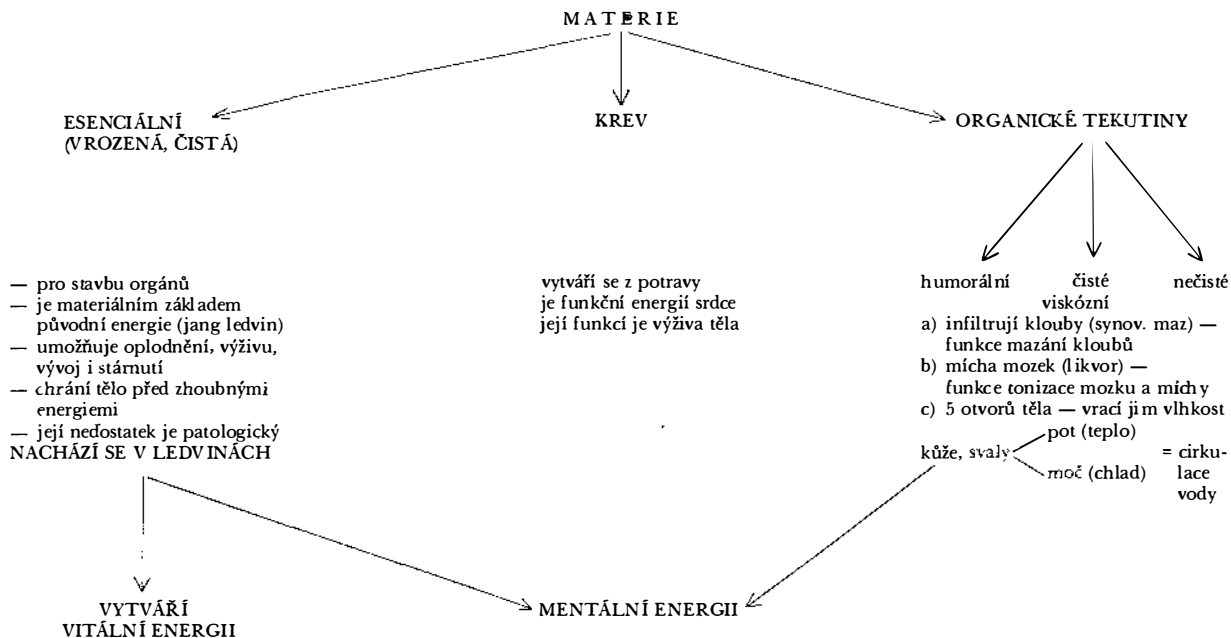 MATERIE
ESENCIÁLNÍ
(VROZENÁ, ČISTÁ)
KREV
ORGANICKÉ TEKUTINY
— pro stavbu orgánů
— je materiálním základem
původní energie (jang ledvin)
— umožňuje oplodnění, výživu,
vývoj i stárnutí
— chrání tělo před zhoubnými
energiemi
— její nedostatek je patologický
NACHÁZÍ SE V LEDVINÁCH
vytváří se z potravy
je funkční energií srdce
její funkcí je výživa těla
humorální čisté nečisté
viskózní
a) infiltrují klouby (synov. maz) —
funkce mazání kloubů
b) mícha mozek (likvor) —
funkce tonizace mozku a míchy
c) 5 otvorů těla — vrací jim vlhkost
pot (teplo)
kůže, svaly
moč (chlad)
= cirku-
lace
vody
VYTVÁŘÍ
VITÁLNÍ ENERGII
MENTÁLNÍ ENERGII